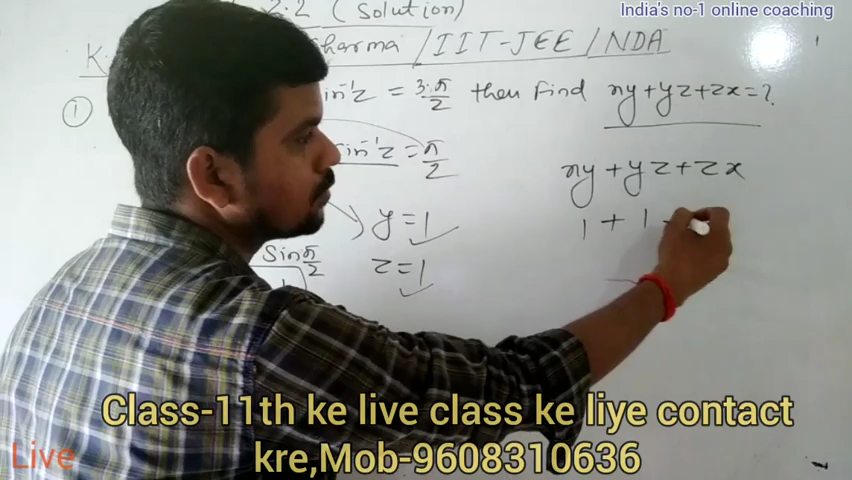 India's no-1 online coaching
2.2 (Solution)
K. Sharma /IIT-JEE/NDA
① in⁻¹z = 3·π/2 then Find xy+yz+zx=?
sin⁻¹z = π/2
xy+yz+zx
y=1
1 + 1 +
Sin π/2
z=1
Class-11th ke live class ke liye contact
Live kre,Mob-9608310636